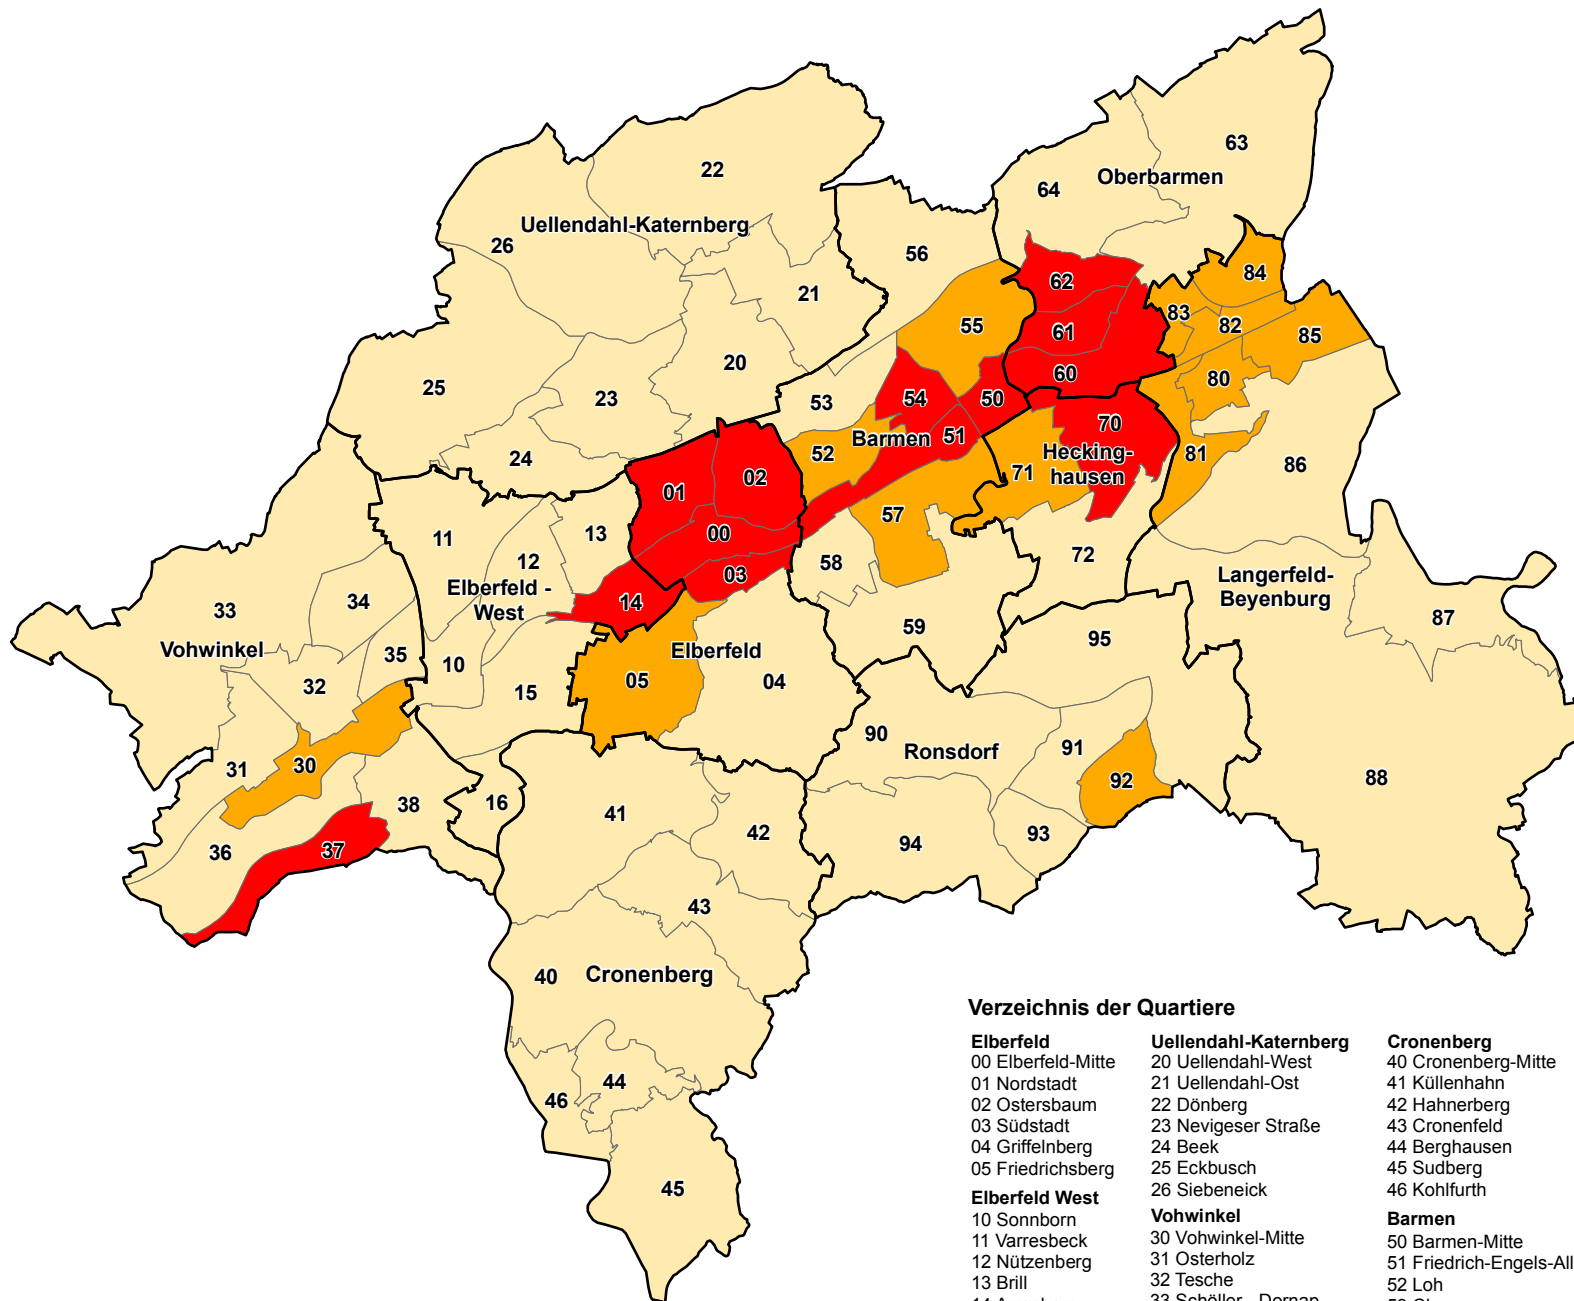 22
63
64
Oberbarmen
Uellendahl-Katernberg
26
56
84
62
21
83
55
82
61
85
20
60
80
25
23
53
54
50
70
Barmen
51
52
Hecking-
hausen
24
71
81
86
02
01
57
00
13
11
12
58
72
03
Elberfeld -
West
14
Langerfeld-
Beyenburg
34
33
87
59
95
Vohwinkel
35
Elberfeld
10
32
05
04
15
90
91
Ronsdorf
31
30
92
88
16
38
41
42
93
94
36
37
43
40
Cronenberg
44
46
45
Verzeichnis der Quartiere
Elberfeld
00 Elberfeld-Mitte
01 Nordstadt
02 Ostersbaum
03 Südstadt
04 Griffelnberg
05 Friedrichsberg
Elberfeld West
10 Sonnborn
11 Varresbeck
12 Nützenberg
13 Brill
Uellendahl-Katernberg
20 Uellendahl-West
21 Uellendahl-Ost
22 Dönberg
23 Nevigeser Straße
24 Beek
25 Eckbusch
26 Siebeneick
Vohwinkel
30 Vohwinkel-Mitte
31 Osterholz
32 Tesche
33 Schöller - Dornap
Cronenberg
40 Cronenberg-Mitte
41 Küllenhahn
42 Hahnerberg
43 Cronenfeld
44 Berghausen
45 Sudberg
46 Kohlfurth
Barmen
50 Barmen-Mitte
51 Friedrich-Engels-All
52 Loh